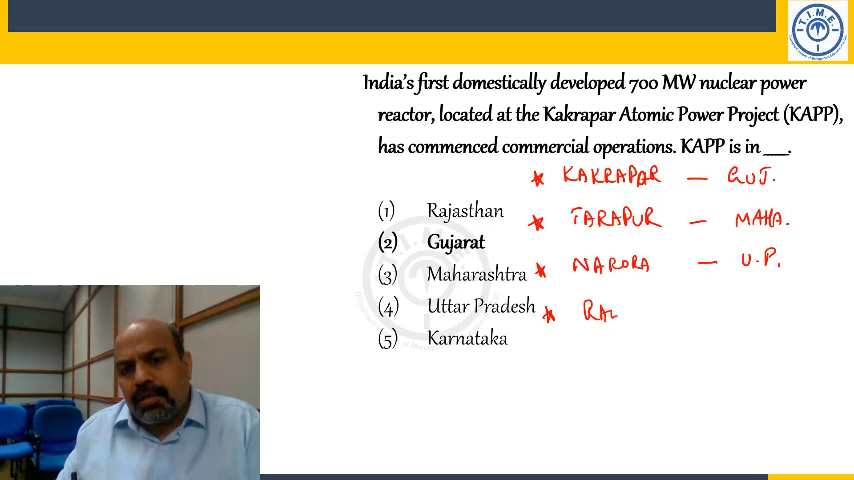 T.I.M.E.
India's first domestically developed 700 MW nuclear power
reactor, located at the Kakrapar Atomic Power Project (KAPP),
has commenced commercial operations. KAPP is in ___.
★ KAKRAPAR — GUJ.
(1) Rajasthan ★ TARAPUR — MAHA.
(2) Gujarat
(3) Maharashtra ★ NARORA — U.P.
(4) Uttar Pradesh ★ RA
(5) Karnataka